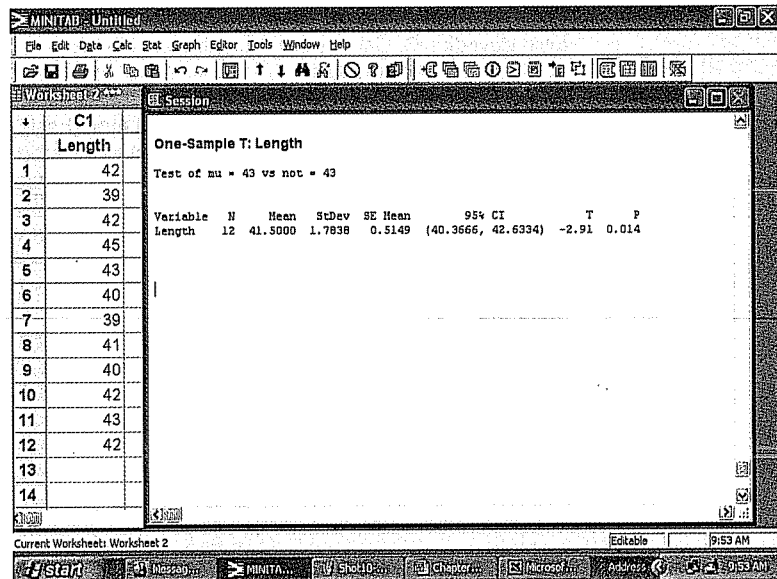 MINITAB - Untitled
File Edit Data Calc Stat Graph Editor Tools Window Help
Worksheet 2 ***
Session
C1
Length
1 42
2 39
3 42
4 45
5 43
6 40
7 39
8 41
9 40
10 42
11 43
12 42
13
14
One-Sample T: Length
Test of mu = 43 vs not = 43
Variable N Mean StDev SE Mean 95% CI T P
Length 12 41.5000 1.7838 0.5149 (40.3666, 42.6334) -2.91 0.014
Current Worksheet: Worksheet 2
Editable 9:53 AM
start Messag... MINITA... Shot10-... Chapter... Microsof... Address 9:53 AM